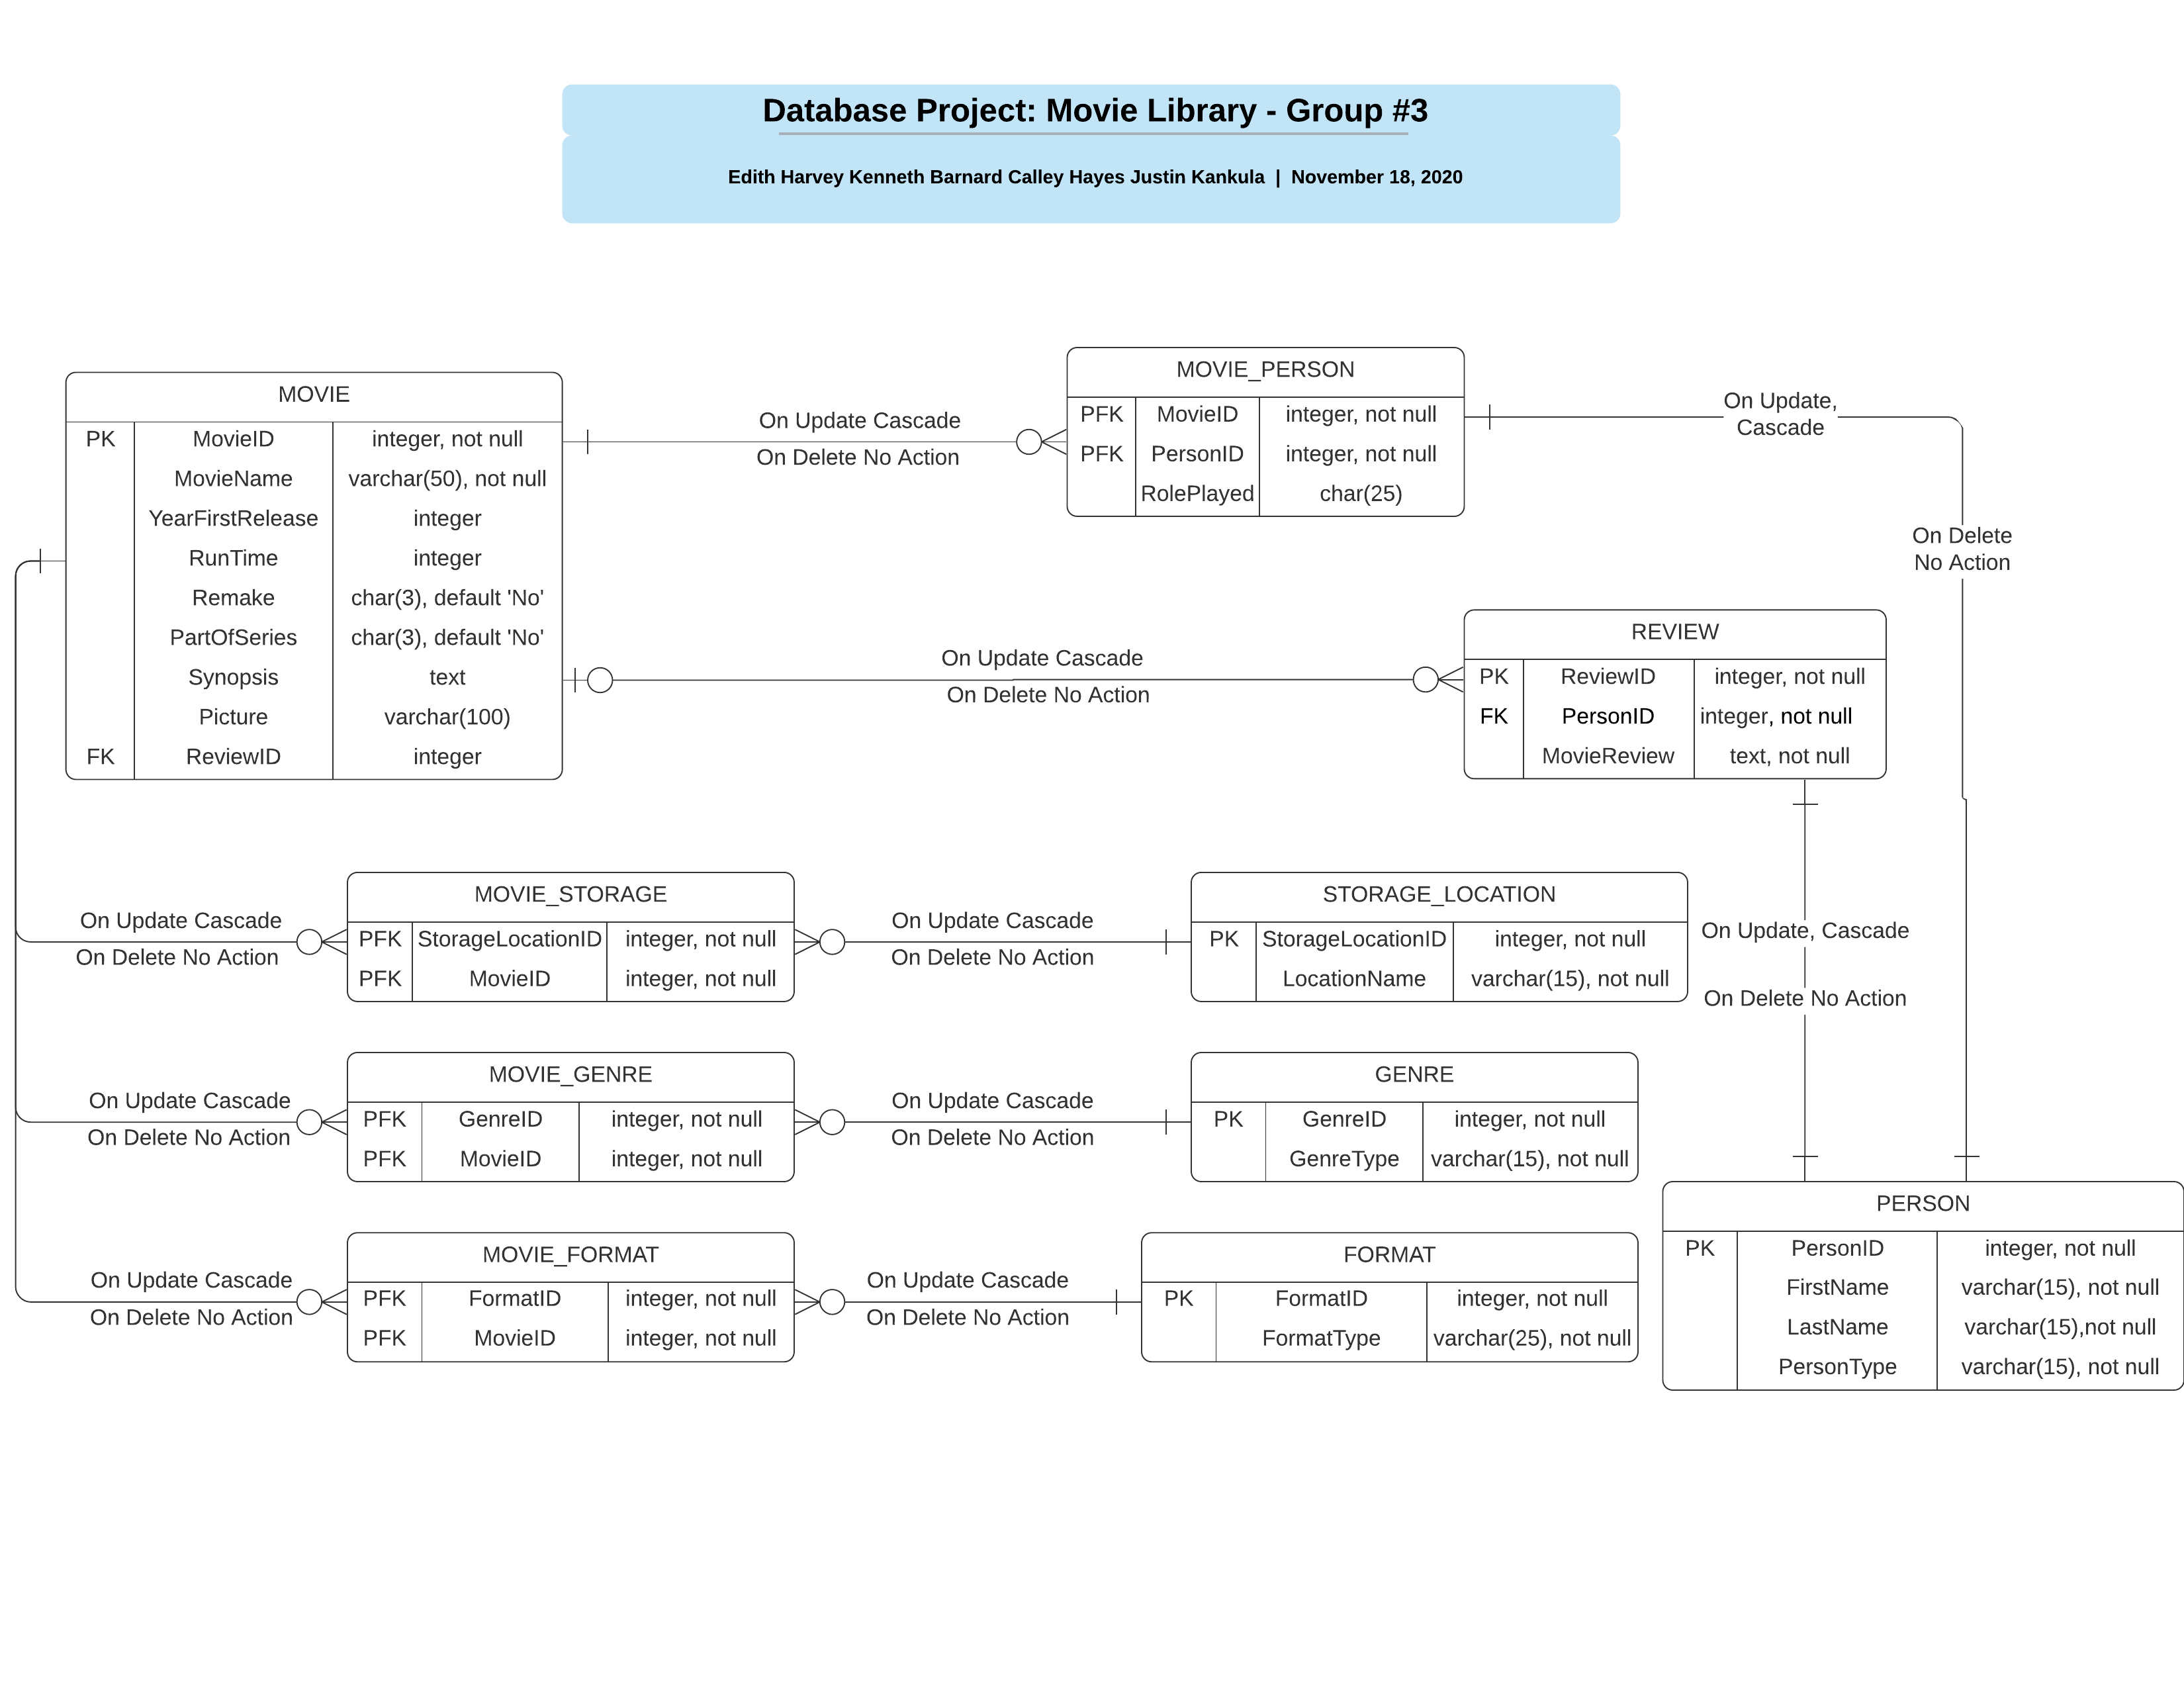 Database Project: Movie Library - Group #3
Edith Harvey Kenneth Barnard Calley Hayes Justin Kankula | November 18, 2020
MOVIE
PK MovieID integer, not null
MovieName varchar(50), not null
YearFirstRelease integer
RunTime integer
Remake char(3), default 'No'
PartOfSeries char(3), default 'No'
Synopsis text
Picture varchar(100)
FK ReviewID integer
On Update Cascade
On Delete No Action
MOVIE_PERSON
PFK MovieID integer, not null
PFK PersonID integer, not null
RolePlayed char(25)
On Update,
Cascade
On Delete
No Action
On Update Cascade
On Delete No Action
REVIEW
PK ReviewID integer, not null
FK PersonID integer, not null
MovieReview text, not null
On Update Cascade
On Delete No Action
MOVIE_STORAGE
PFK StorageLocationID integer, not null
PFK MovieID integer, not null
On Update Cascade
On Delete No Action
STORAGE_LOCATION
PK StorageLocationID integer, not null
LocationName varchar(15), not null
On Update, Cascade
On Delete No Action
On Update Cascade
On Delete No Action
MOVIE_GENRE
PFK GenreID integer, not null
PFK MovieID integer, not null
On Update Cascade
On Delete No Action
GENRE
PK GenreID integer, not null
GenreType varchar(15), not null
On Update Cascade
On Delete No Action
MOVIE_FORMAT
PFK FormatID integer, not null
PFK MovieID integer, not null
On Update Cascade
On Delete No Action
FORMAT
PK FormatID integer, not null
FormatType varchar(25), not null
PERSON
PK PersonID integer, not null
FirstName varchar(15), not null
LastName varchar(15),not null
PersonType varchar(15), not null